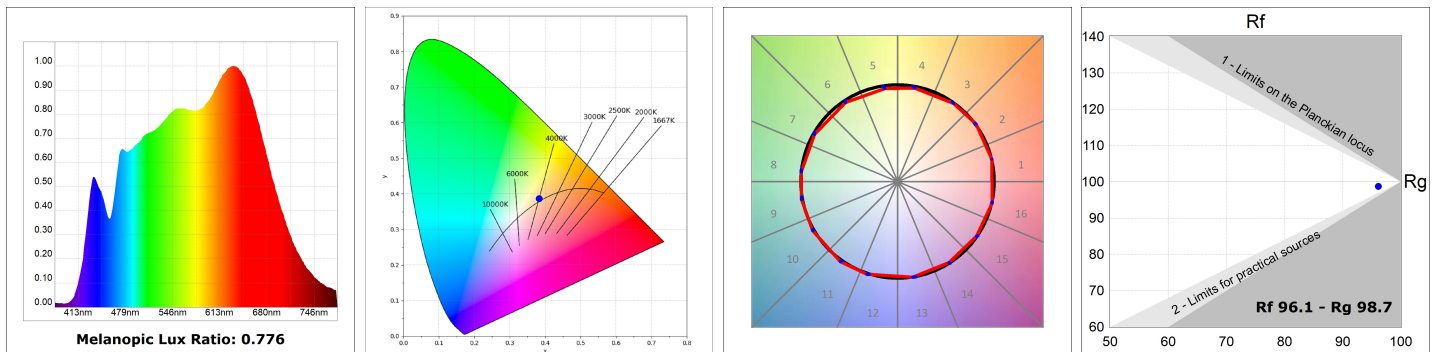 1.00
0.90
0.80
0.70
0.60
0.50
0.40
0.30
0.20
0.10
0.00
413nm 479nm 546nm 613nm 680nm 746nm
Melanopic Lux Ratio: 0.776
0.9
0.8
0.7
0.6
0.5
0.4
0.3
0.2
0.1
0.0
y
0.0 0.1 0.2 0.3 0.4 0.5 0.6 0.7 0.8
x
10000K
6000K
4000K
3000K
2500K
2000K
1667K
1
2
3
4
5
6
7
8
9
10
11
12
13
14
15
16
Rf
140
130
120
110
100
90
80
70
60
50 60 70 80 90 100
Rg
1 - Limits on the Planckian locus
2 - Limits for practical sources
Rf 96.1 - Rg 98.7